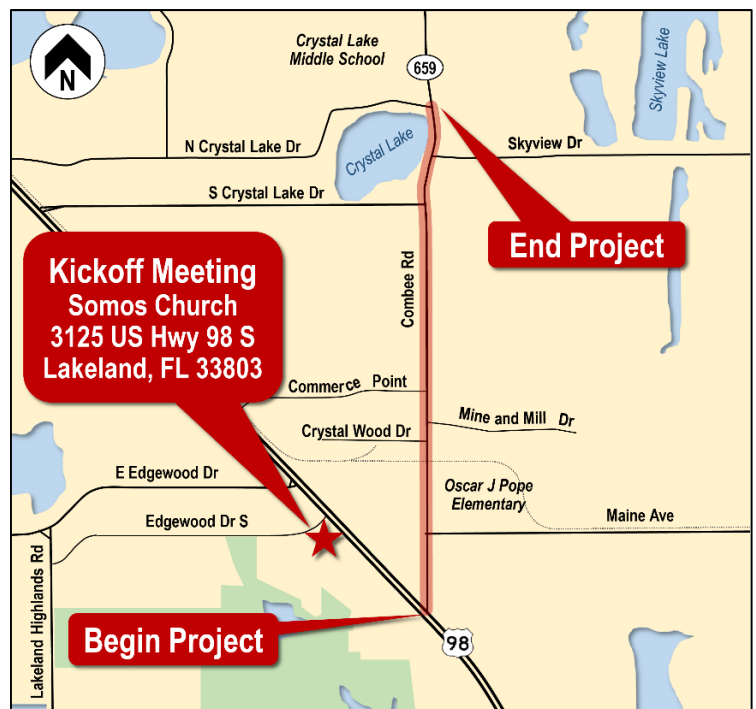 N
Crystal Lake
Middle School
659
Skyview Lake
N Crystal Lake Dr
Crystal Lake
Skyview Dr
S Crystal Lake Dr
End Project
Kickoff Meeting
Somos Church
3125 US Hwy 98 S
Lakeland, FL 33803
Combee Rd
Commerce Point
Crystal Wood Dr
Mine and Mill Dr
E Edgewood Dr
Oscar J Pope
Elementary
Edgewood Dr S
Maine Ave
Lakeland Highlands Rd
Begin Project
98